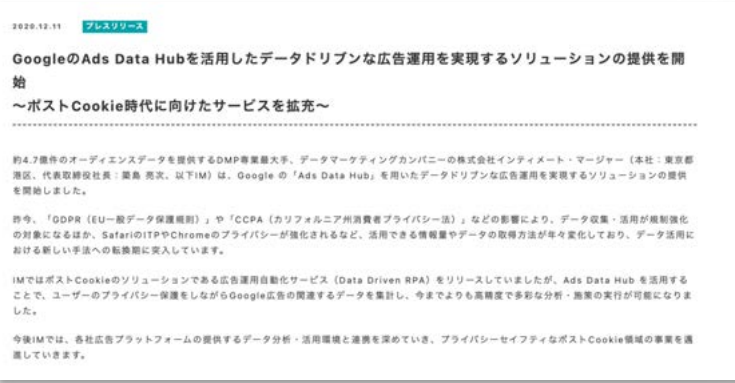 2020.12.11 プレスリリース
GoogleのAds Data Hubを活用したデータドリブンな広告運用を実現するソリューションの提供を開
始
〜ポストCookie時代に向けたサービスを拡充〜
約4.7億件のオーディエンスデータを提供するDMP専業最大手、データマーケティングカンパニーの株式会社インティメート・マージャー（本社：東京都
港区、代表取締役社長：簗島 亮次、以下IM）は、Google の「Ads Data Hub」を用いたデータドリブンな広告運用を実現するソリューションの提供
を開始しました。
昨今、「GDPR（EU一般データ保護規則）」や「CCPA（カリフォルニア州消費者プライバシー法）」などの影響により、データ収集・活用が規制強化
の対象になるほか、SafariのITPやChromeのプライバシーが強化されるなど、活用できる情報量やデータの取得方法が年々変化しており、データ活用に
おける新しい手法への転換期に突入しています。
IMではポストCookieのソリューションである広告運用自動化サービス（Data Driven RPA）をリリースしていましたが、Ads Data Hub を活用する
ことで、ユーザーのプライバシー保護をしながらGoogle広告の関連するデータを集計し、今までよりも高精度で多彩な分析・施策の実行が可能になりま
した。
今後IMでは、各社広告プラットフォームの提供するデータ分析・活用環境と連携を深めていき、プライバシーセイフティなポストCookie領域の事業を邁
進していきます。